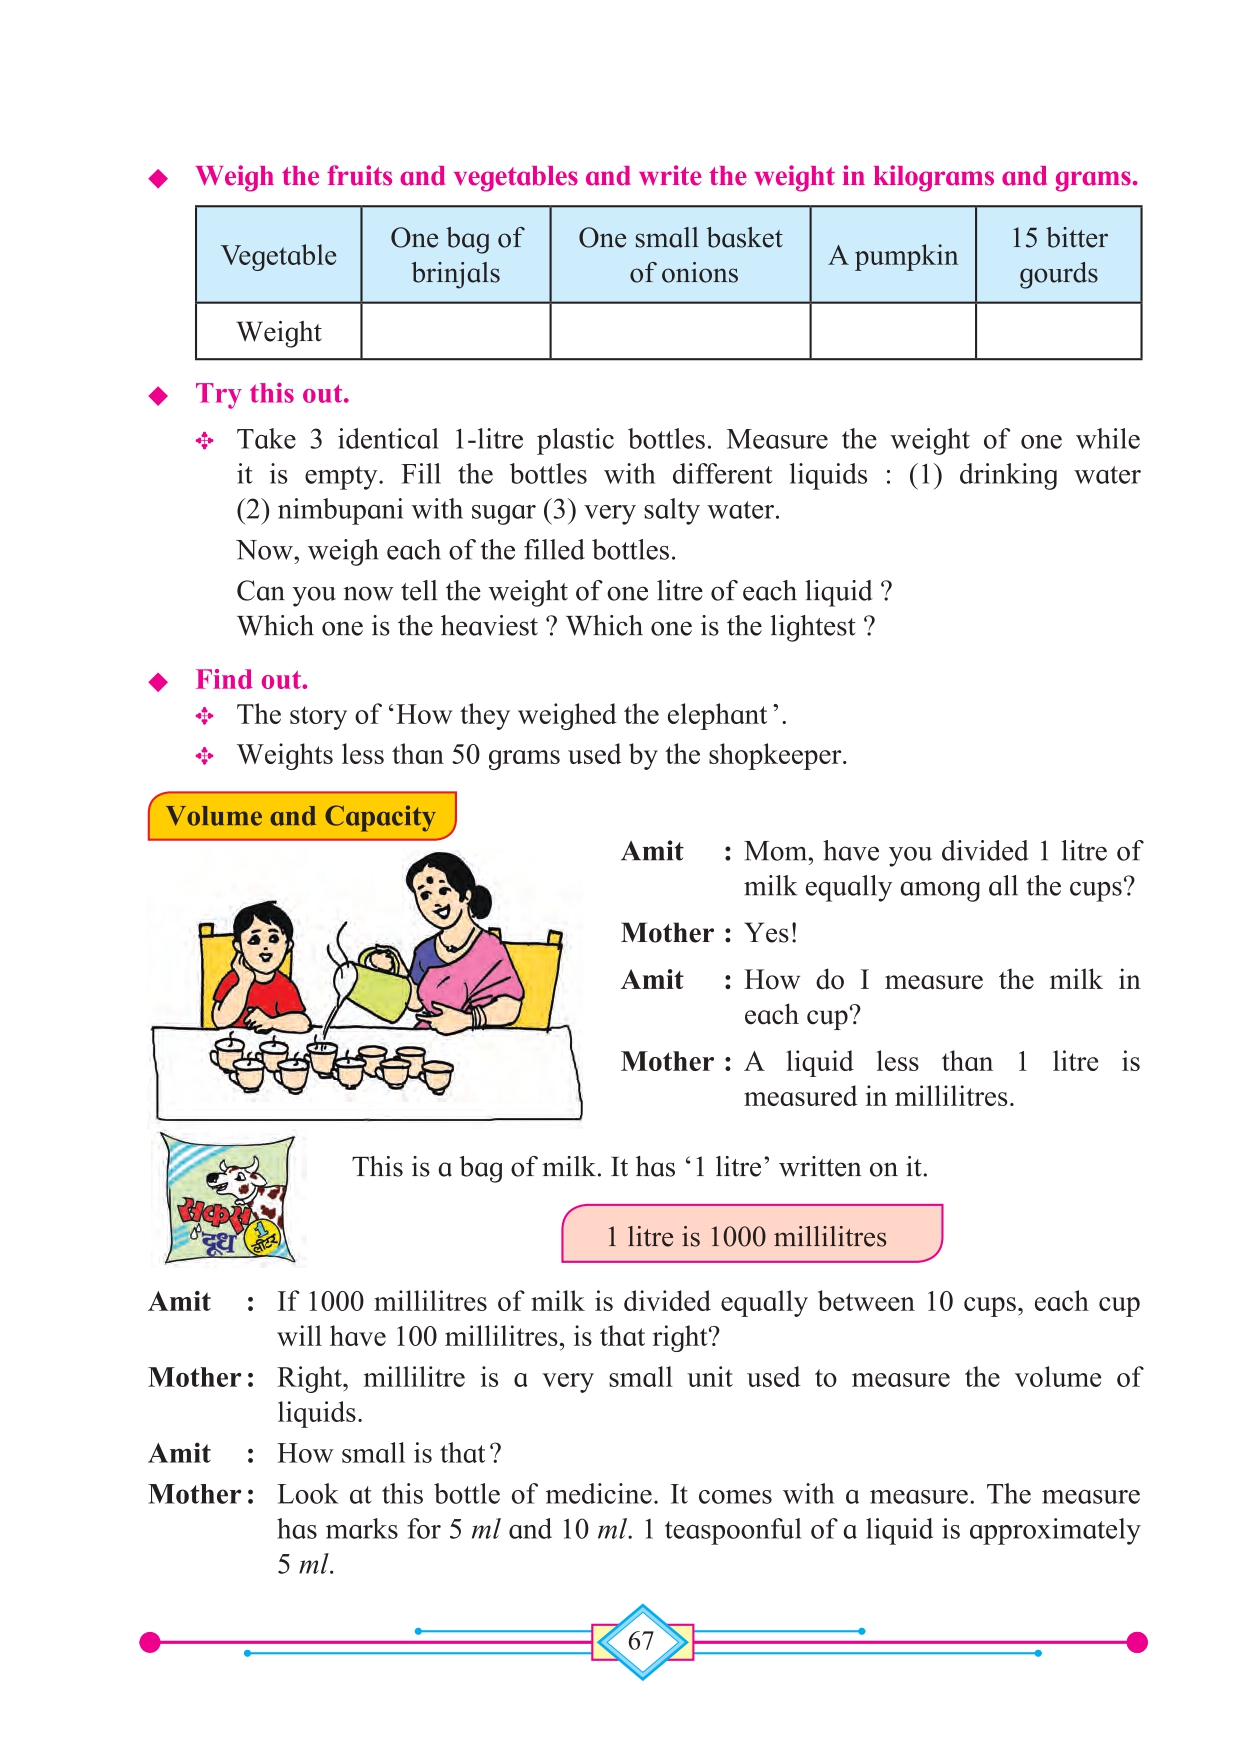 Weigh the fruits and vegetables and write the weight in kilograms and grams.
Vegetable
One bag of
brinjals
One small basket
of onions
A pumpkin
15 bitter
gourds
Weight
Try this out.
Take 3 identical 1-litre plastic bottles. Measure the weight of one while
it is empty. Fill the bottles with different liquids : (1) drinking water
(2) nimbupani with sugar (3) very salty water.
Now, weigh each of the filled bottles.
Can you now tell the weight of one litre of each liquid ?
Which one is the heaviest ? Which one is the lightest ?
Find out.
The story of ‘How they weighed the elephant’.
Weights less than 50 grams used by the shopkeeper.
Volume and Capacity
Amit : Mom, have you divided 1 litre of
milk equally among all the cups?
Mother : Yes!
Amit : How do I measure the milk in
each cup?
Mother : A liquid less than 1 litre is
measured in millilitres.
सकस
दूध
1
लीटर
This is a bag of milk. It has ‘1 litre’ written on it.
1 litre is 1000 millilitres
Amit : If 1000 millilitres of milk is divided equally between 10 cups, each cup
will have 100 millilitres, is that right?
Mother : Right, millilitre is a very small unit used to measure the volume of
liquids.
Amit : How small is that?
Mother : Look at this bottle of medicine. It comes with a measure. The measure
has marks for 5 ml and 10 ml. 1 teaspoonful of a liquid is approximately
5 ml.
67